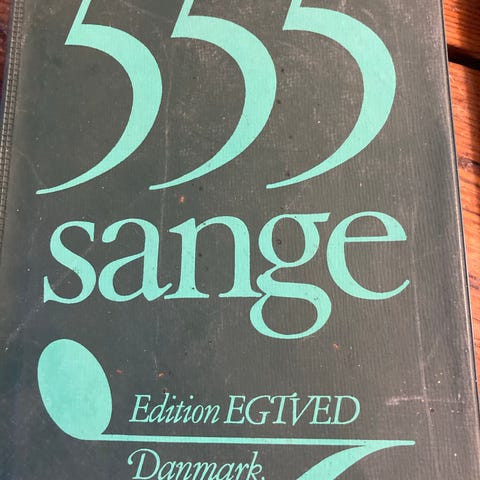 555
sange
Edition EGTVED
Danmark.